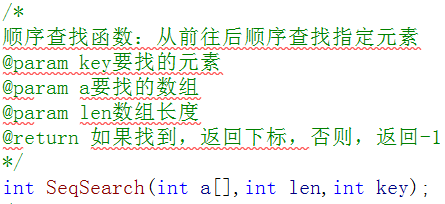 /*
顺序查找函数：从前往后顺序查找指定元素
@param key要找的元素
@param a要找的数组
@param len数组长度
@return 如果找到，返回下标，否则，返回-1
*/
int SeqSearch(int a[],int len,int key);